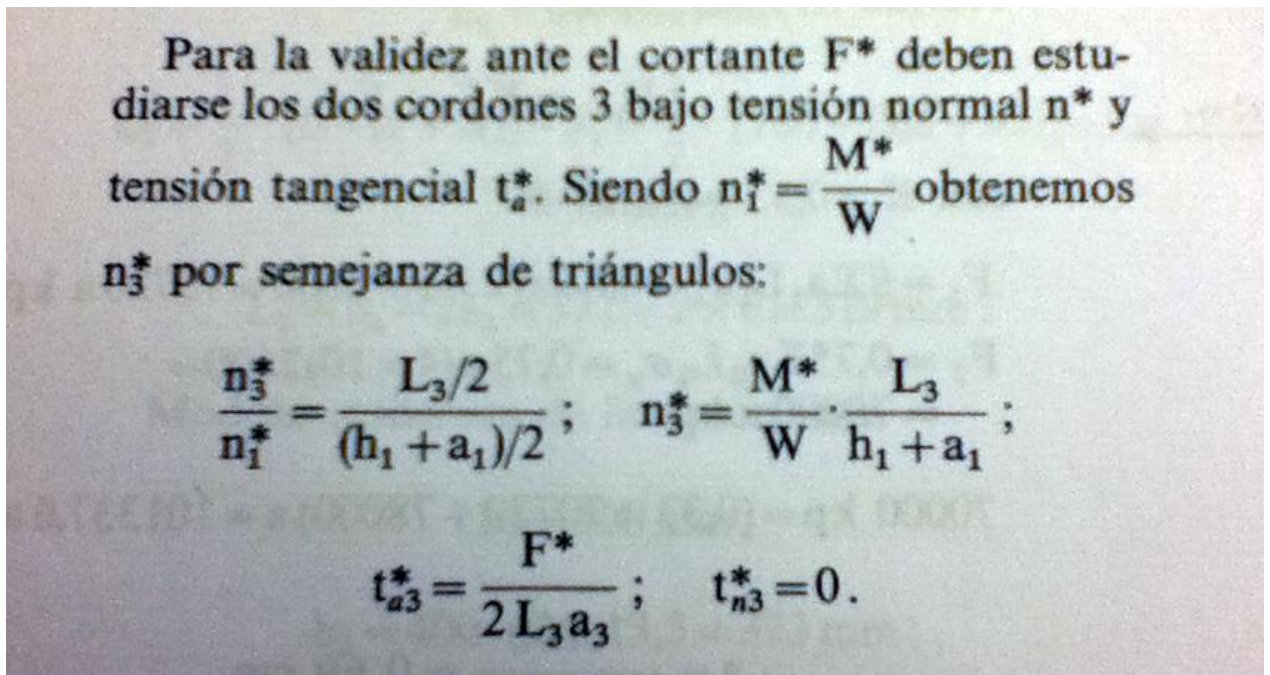 Para la validez ante el cortante F* deben estu-
diarse los dos cordones 3 bajo tensión normal n* y
tensión tangencial t*ₐ. Siendo n*₁ = M*/W obtenemos
n*₃ por semejanza de triángulos:
n*₃/n*₁ = (L₃/2)/((h₁ + a₁)/2) ; n*₃ = M*/W · L₃/(h₁ + a₁) ;
t*ₐ₃ = F*/(2 L₃ a₃) ; t*ₙ₃ = 0.